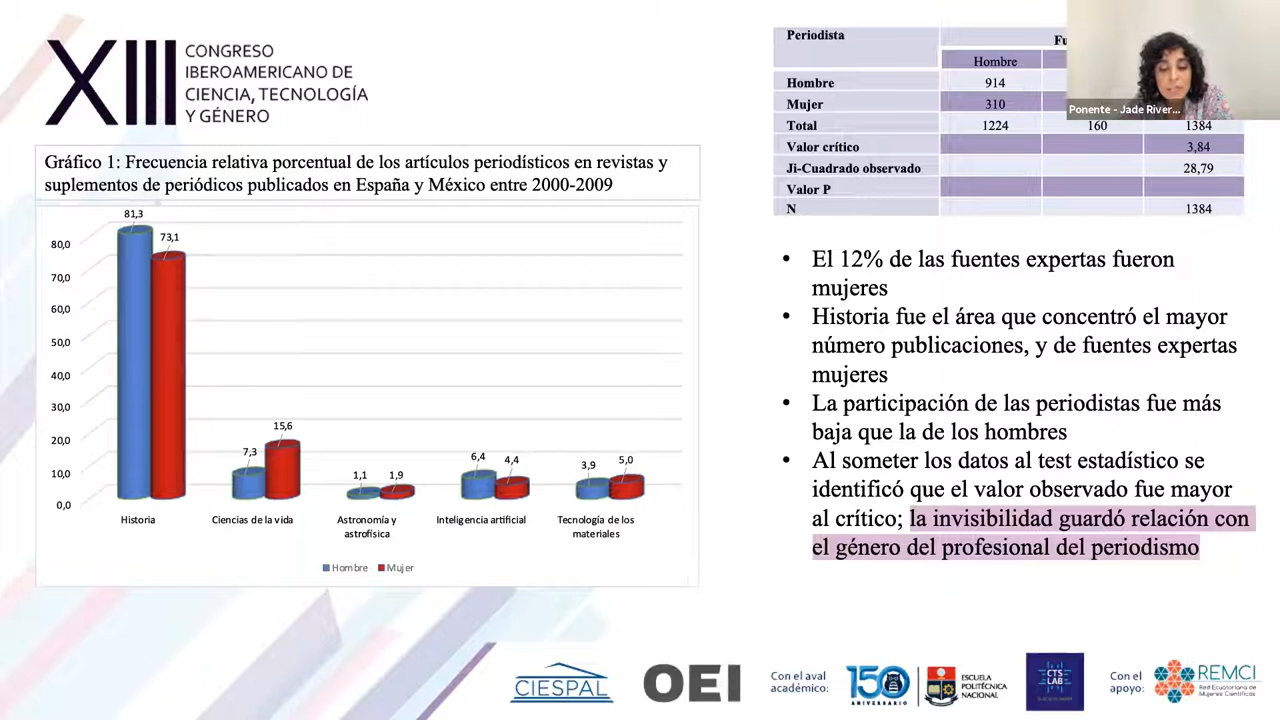 XIII
CONGRESO
IBEROAMERICANO DE
CIENCIA, TECNOLOGÍA
Y GÉNERO
Gráfico 1: Frecuencia relativa porcentual de los artículos periodísticos en revistas y
suplementos de periódicos publicados en España y México entre 2000-2009
81,3
73,1
7,3
15,6
1,1
1,9
6,4
4,4
3,9
5,0
80,0
70,0
60,0
50,0
40,0
30,0
20,0
10,0
0,0
Historia
Ciencias de la vida
Astronomía y
astrofísica
Inteligencia artificial
Tecnología de los
materiales
Hombre Mujer
Periodista
Hombre
Hombre 914
Mujer 310
Total 1224 160 1384
Valor crítico 3,84
Ji-Cuadrado observado 28,79
Valor P
N 1384
Ponente - Jade River...
• El 12% de las fuentes expertas fueron
mujeres
• Historia fue el área que concentró el mayor
número publicaciones, y de fuentes expertas
mujeres
• La participación de las periodistas fue más
baja que la de los hombres
• Al someter los datos al test estadístico se
identificó que el valor observado fue mayor
al crítico; la invisibilidad guardó relación con
el género del profesional del periodismo
CIESPAL
OEI
Con el aval
académico:
150
ANIVERSARIO
ESCUELA
POLITÉCNICA
NACIONAL
CTS
LAB
Con el
apoyo:
REMCI
Red Ecuatoriana de
Mujeres Científicas